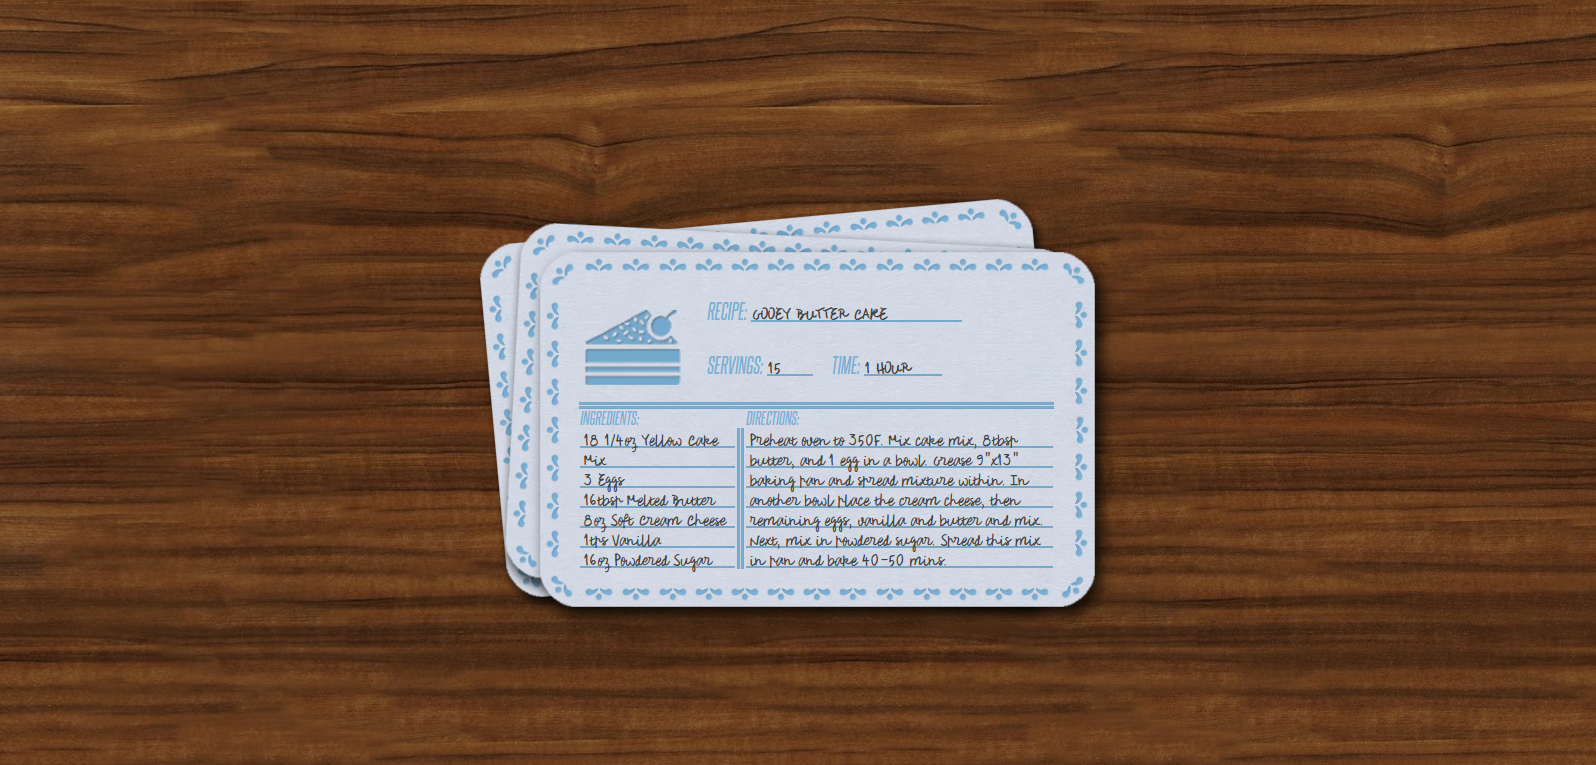 RECIPE: GOOEY BUTTER CAKE
SERVINGS: 15 TIME: 1 HOUR
INGREDIENTS:
18 1/4oz Yellow Cake
Mix
3 Eggs
16tbsp Melted Butter
8oz Soft Cream Cheese
1tps Vanilla
16oz Powdered Sugar
DIRECTIONS:
Preheat oven to 350F. Mix cake mix, 8tbsp
butter, and 1 egg in a bowl. Grease 9"x13"
baking pan and spread mixture within. In
another bowl place the cream cheese, then
remaining eggs, vanilla and butter and mix.
Next, mix in powdered sugar. Spread this mix
in pan and bake 40-50 mins.